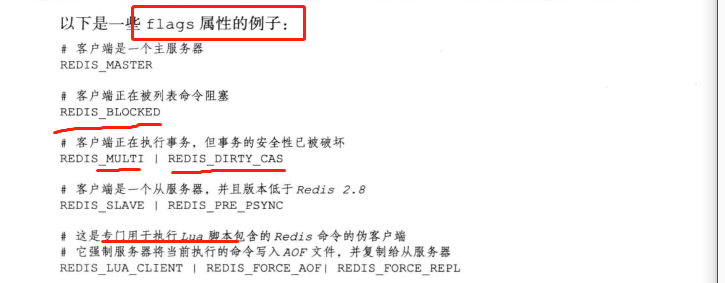 以下是一些 flags 属性的例子：
# 客户端是一个主服务器
REDIS_MASTER
# 客户端正在被列表命令阻塞
REDIS_BLOCKED
# 客户端正在执行事务，但事务的安全性已被破坏
REDIS_MULTI | REDIS_DIRTY_CAS
# 客户端是一个从服务器，并且版本低于 Redis 2.8
REDIS_SLAVE | REDIS_PRE_PSYNC
# 这是专门用于执行 Lua 脚本包含的 Redis 命令的伪客户端
# 它强制服务器将当前执行的命令写入 AOF 文件，并复制给从服务器
REDIS_LUA_CLIENT | REDIS_FORCE_AOF| REDIS_FORCE_REPL